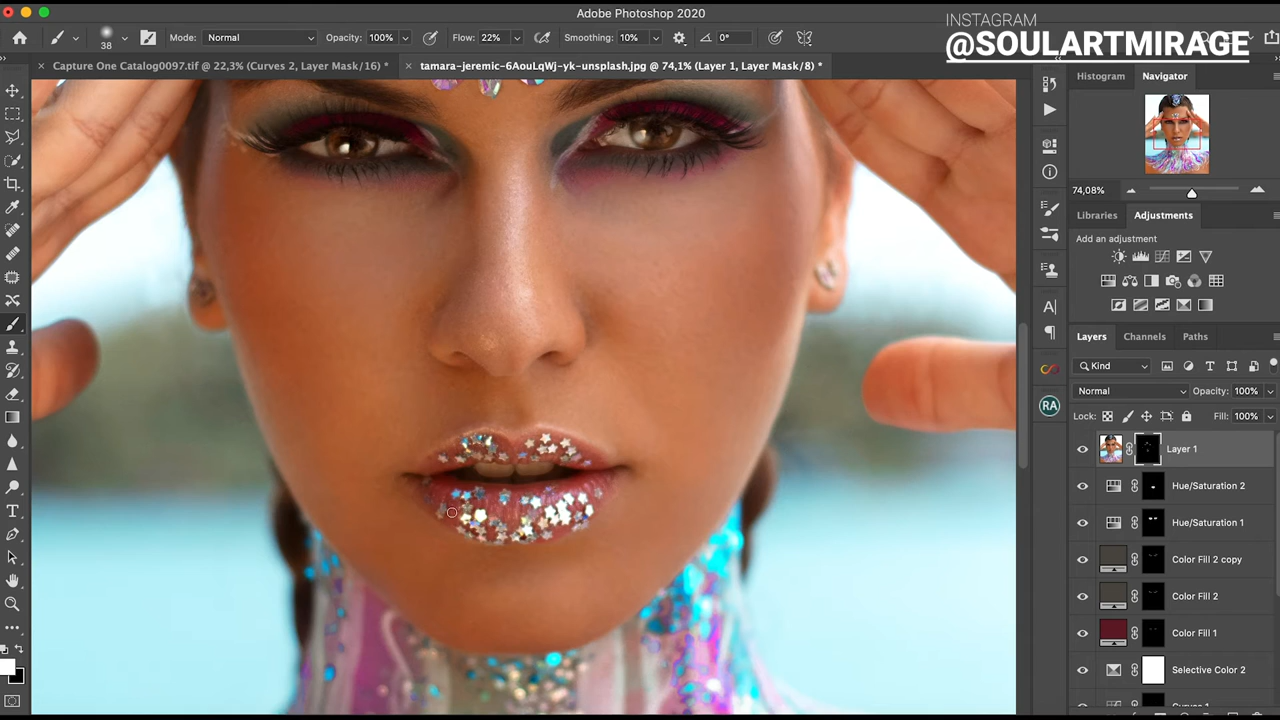 Adobe Photoshop 2020
INSTAGRAM
@SOULARTMIRAGE
38
Mode: Normal
Opacity: 100%
Flow: 22%
Smoothing: 10%
0°
Capture One Catalog0097.tif @ 22,3% (Curves 2, Layer Mask/16) *
tamara-jeremic-6AouLqWj-yk-unsplash.jpg @ 74,1% (Layer 1, Layer Mask/8) *
Histogram
Navigator
74,08%
Libraries
Adjustments
Add an adjustment
A
RA
Layers
Channels
Paths
Kind
T
Normal
Opacity: 100%
Lock:
Fill: 100%
Layer 1
Hue/Saturation 2
Hue/Saturation 1
Color Fill 2 copy
Color Fill 2
Color Fill 1
Selective Color 2
T